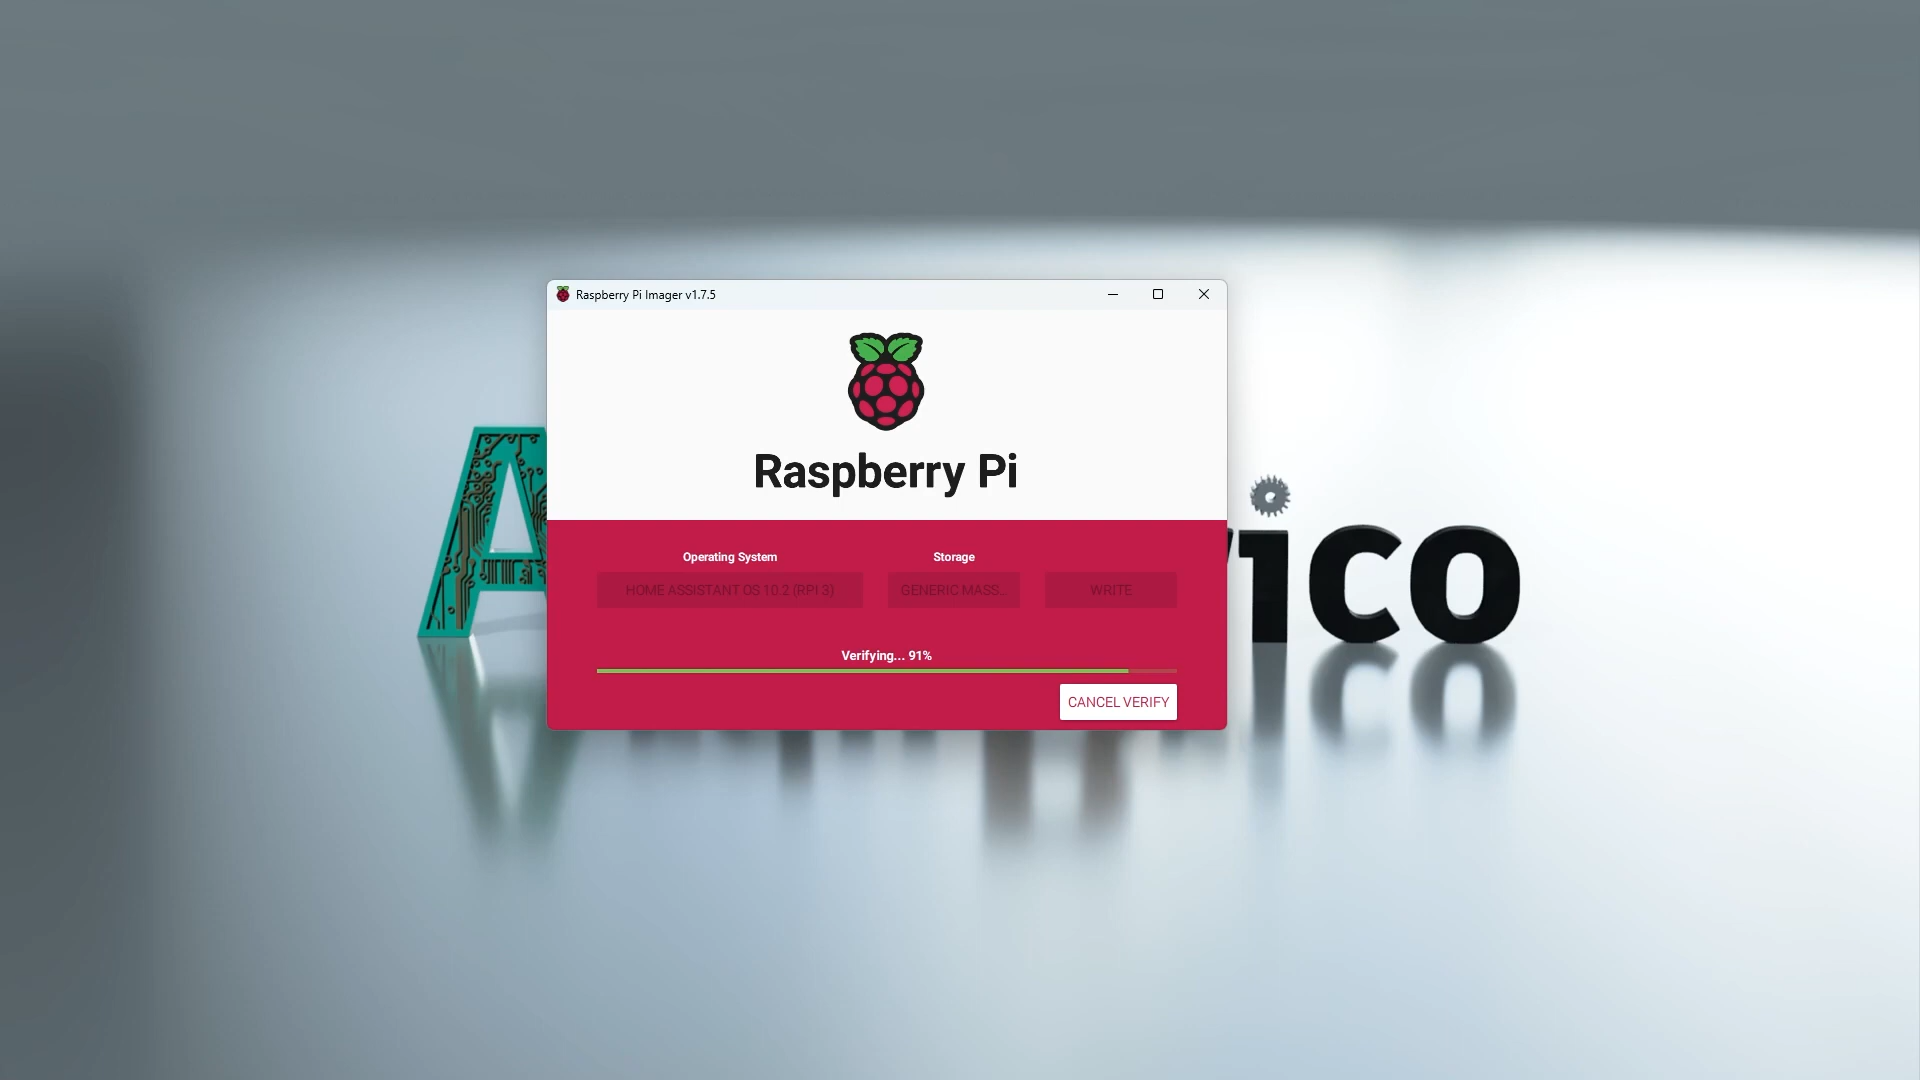 Raspberry Pi Imager v1.7.5
Raspberry Pi
Operating System
Storage
HOME ASSISTANT OS 10.2 (RPI 3)
GENERIC MASS...
WRITE
Verifying... 91%
CANCEL VERIFY
A
ico